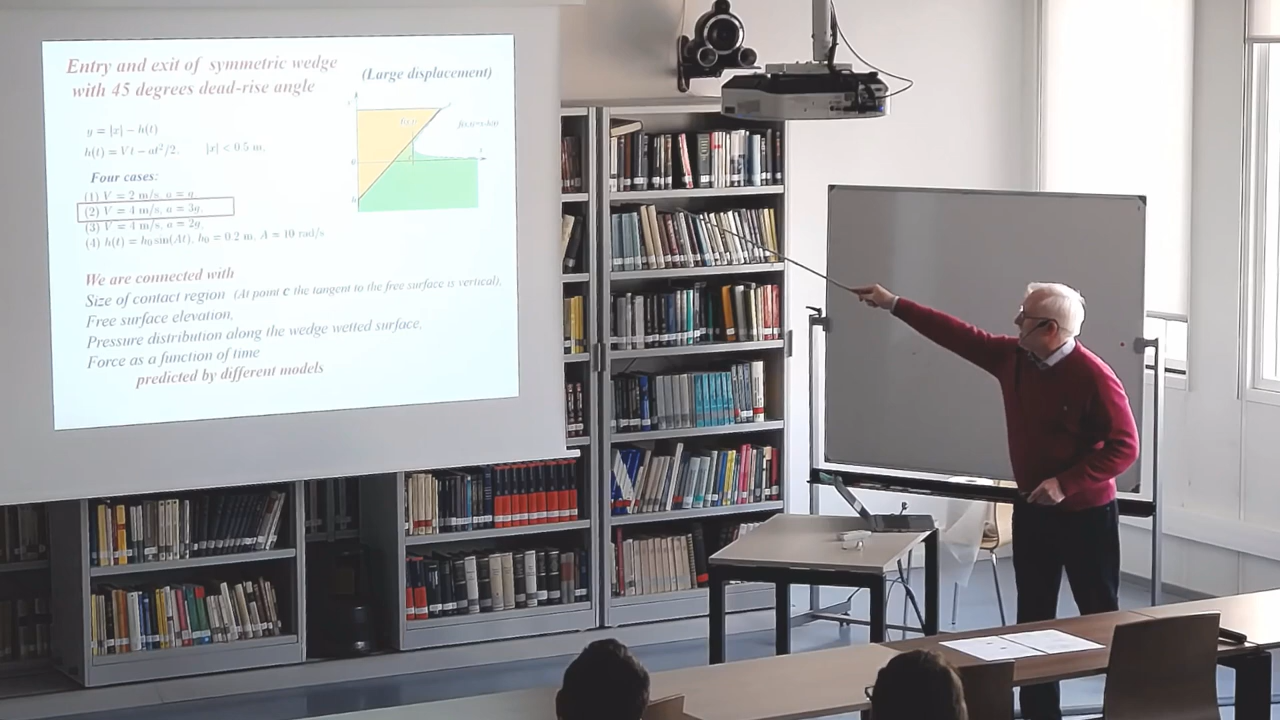 Entry and exit of symmetric wedge
with 45 degrees dead-rise angle
(Large displacement)
y = |x| − h(t)
h(t) = Vt − at²/2, |x| < 0.5 m,
Four cases:
(1) V = 2 m/s, a = g,
(2) V = 4 m/s, a = 3g,
(3) V = 4 m/s, a = 2g,
(4) h(t) = h₀ sin(At), h₀ = 0.2 m, A = 10 rad/s
We are connected with
Size of contact region (At point c the tangent to the free surface is vertical),
Free surface elevation,
Pressure distribution along the wedge wetted surface,
Force as a function of time
predicted by different models